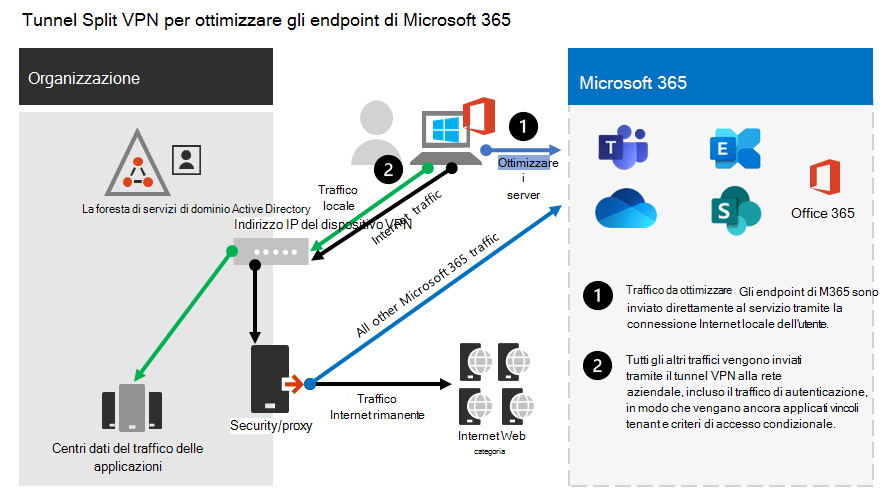 Tunnel Split VPN per ottimizzare gli endpoint di Microsoft 365
Organizzazione
Microsoft 365
1
2
Ottimizzare
i
server
Traffico
locale
La foresta di servizi di dominio Active Directory
Indirizzo IP del dispositivo VPN
Internet traffic
All other Microsoft 365 traffic
T
E
S
Office 365
1
Traffico da ottimizzare Gli endpoint di M365 sono
inviato direttamente al servizio tramite la
connessione Internet locale dell'utente.
2
Tutti gli altri traffici vengono inviati
tramite il tunnel VPN alla rete
aziendale, incluso il traffico di autenticazione,
in modo che vengano ancora applicati vincoli
tenant e criteri di accesso condizionale.
Traffico
Internet rimanente
Security/proxy
Internet Web
categoria
Centri dati del traffico delle
applicazioni